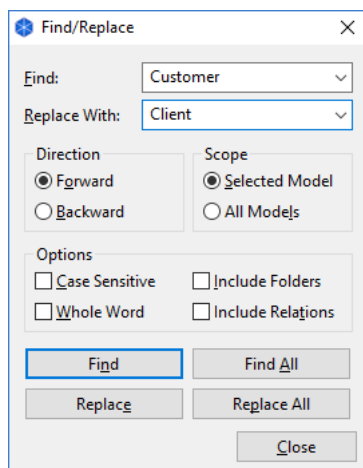 Find/Replace
Find: Customer
Replace With: Client
Direction Scope
Forward Selected Model
Backward All Models
Options
Case Sensitive Include Folders
Whole Word Include Relations
Find Find All
Replace Replace All
Close